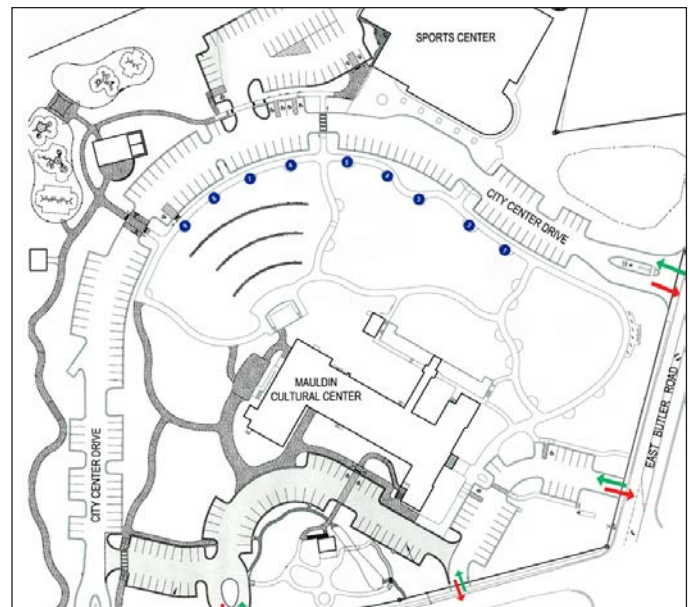 SPORTS CENTER
CITY CENTER DRIVE
MAULDIN
CULTURAL CENTER
EAST BUTLER ROAD
CITY CENTER DRIVE